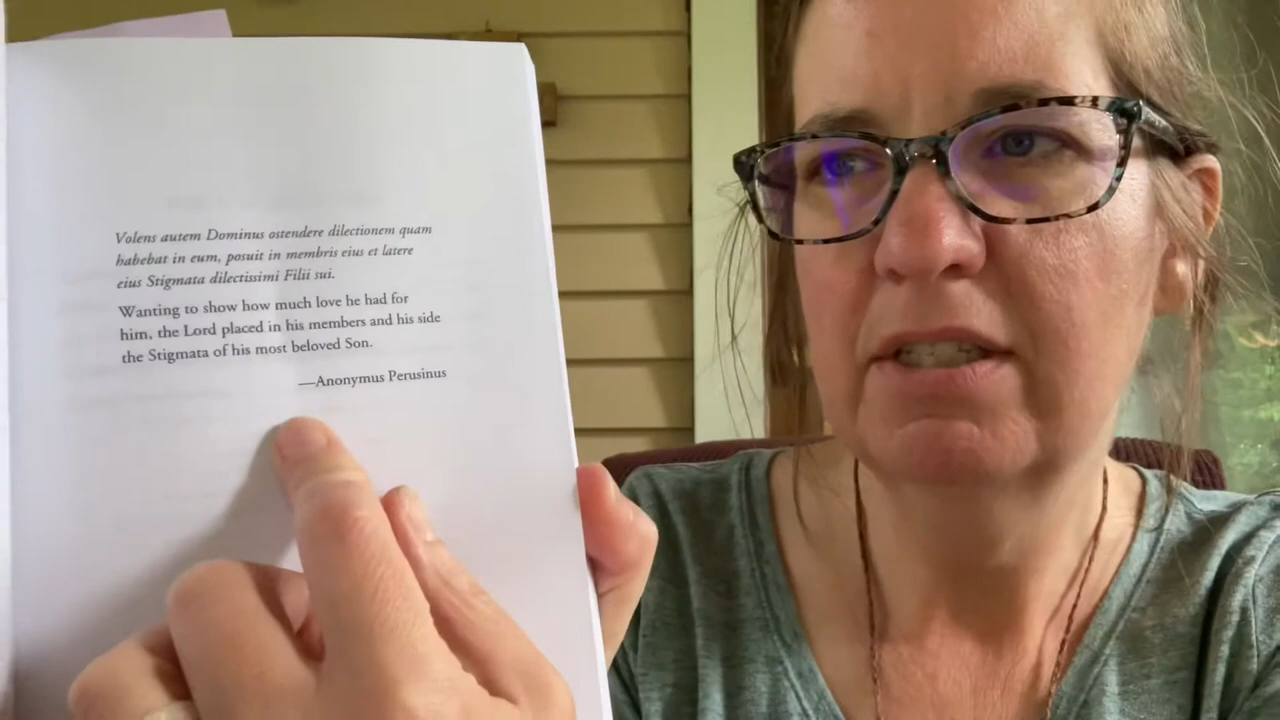 Volens autem Dominus ostendere dilectionem quam
habebat in eum, posuit in membris eius et latere
eius Stigmata dilectissimi Filii sui.
Wanting to show how much love he had for
him, the Lord placed in his members and his side
the Stigmata of his most beloved Son.
—Anonymus Perusinus